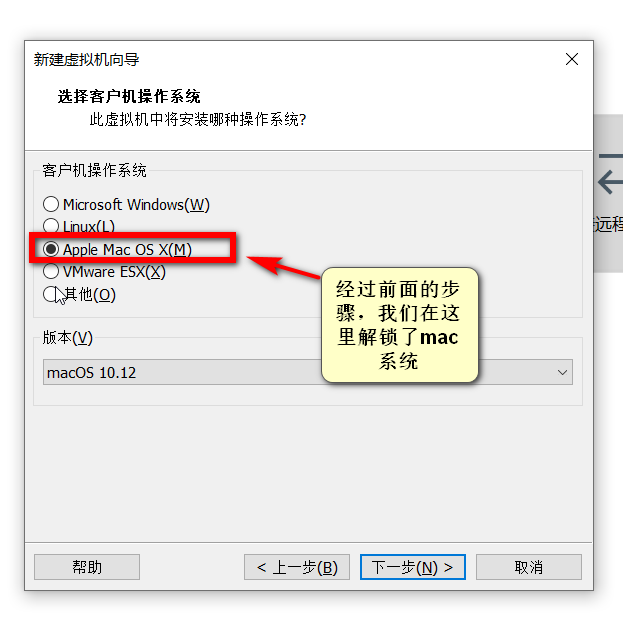 新建虚拟机向导
选择客户机操作系统
此虚拟机中将安装哪种操作系统?
客户机操作系统
Microsoft Windows(W)
Linux(L)
Apple Mac OS X(M)
VMware ESX(X)
其他(O)
经过前面的步
骤，我们在这
里解锁了mac
系统
版本(V)
macOS 10.12
帮助
< 上一步(B)
下一步(N) >
取消
远程